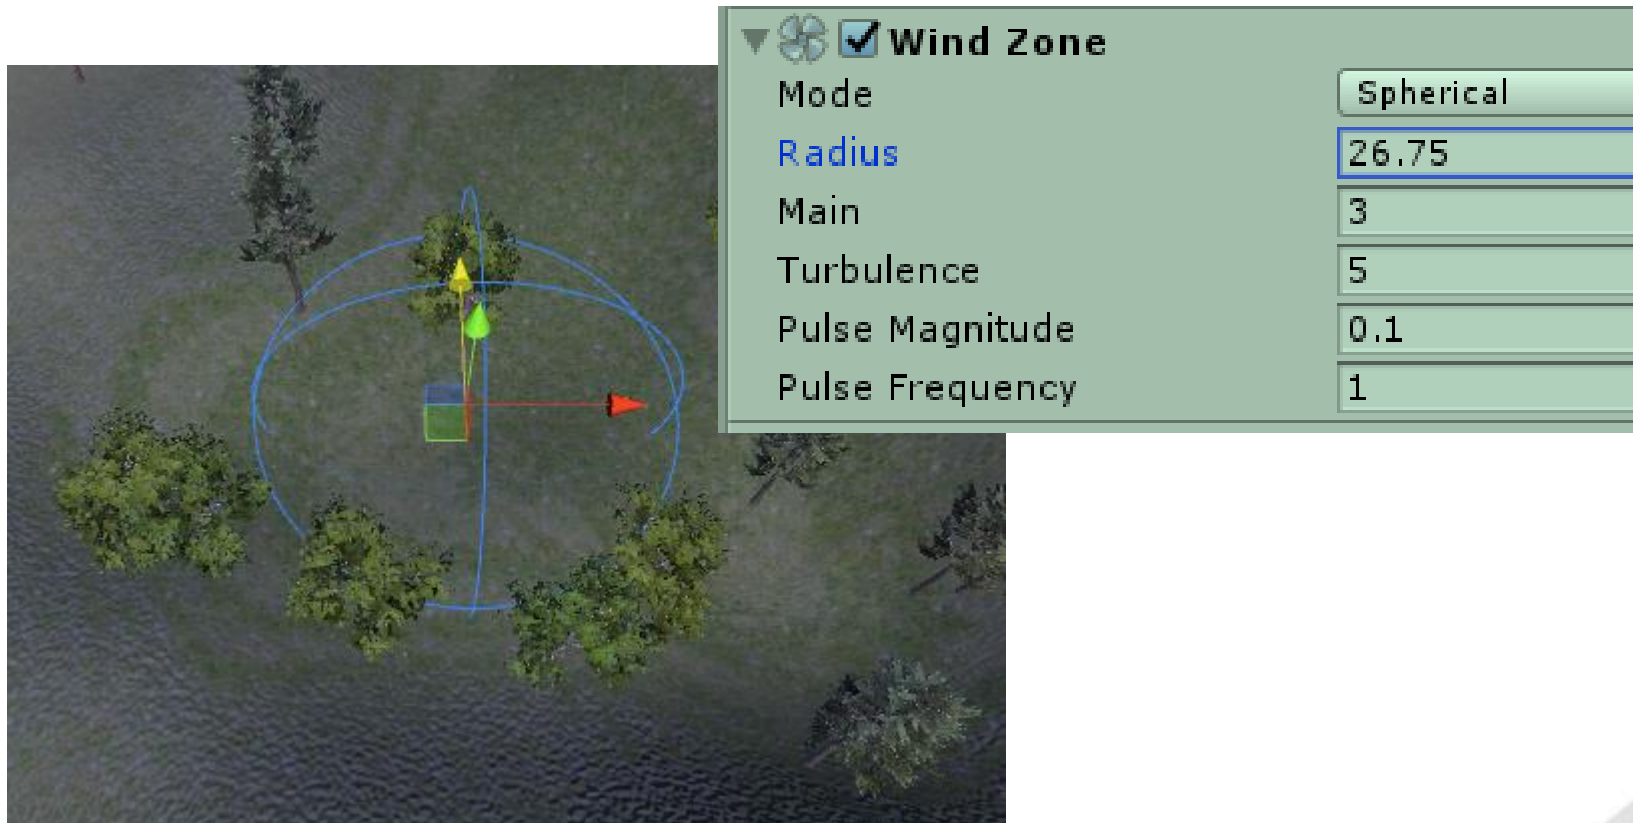 Wind Zone
Mode Spherical
Radius 26.75
Main 3
Turbulence 5
Pulse Magnitude 0.1
Pulse Frequency 1